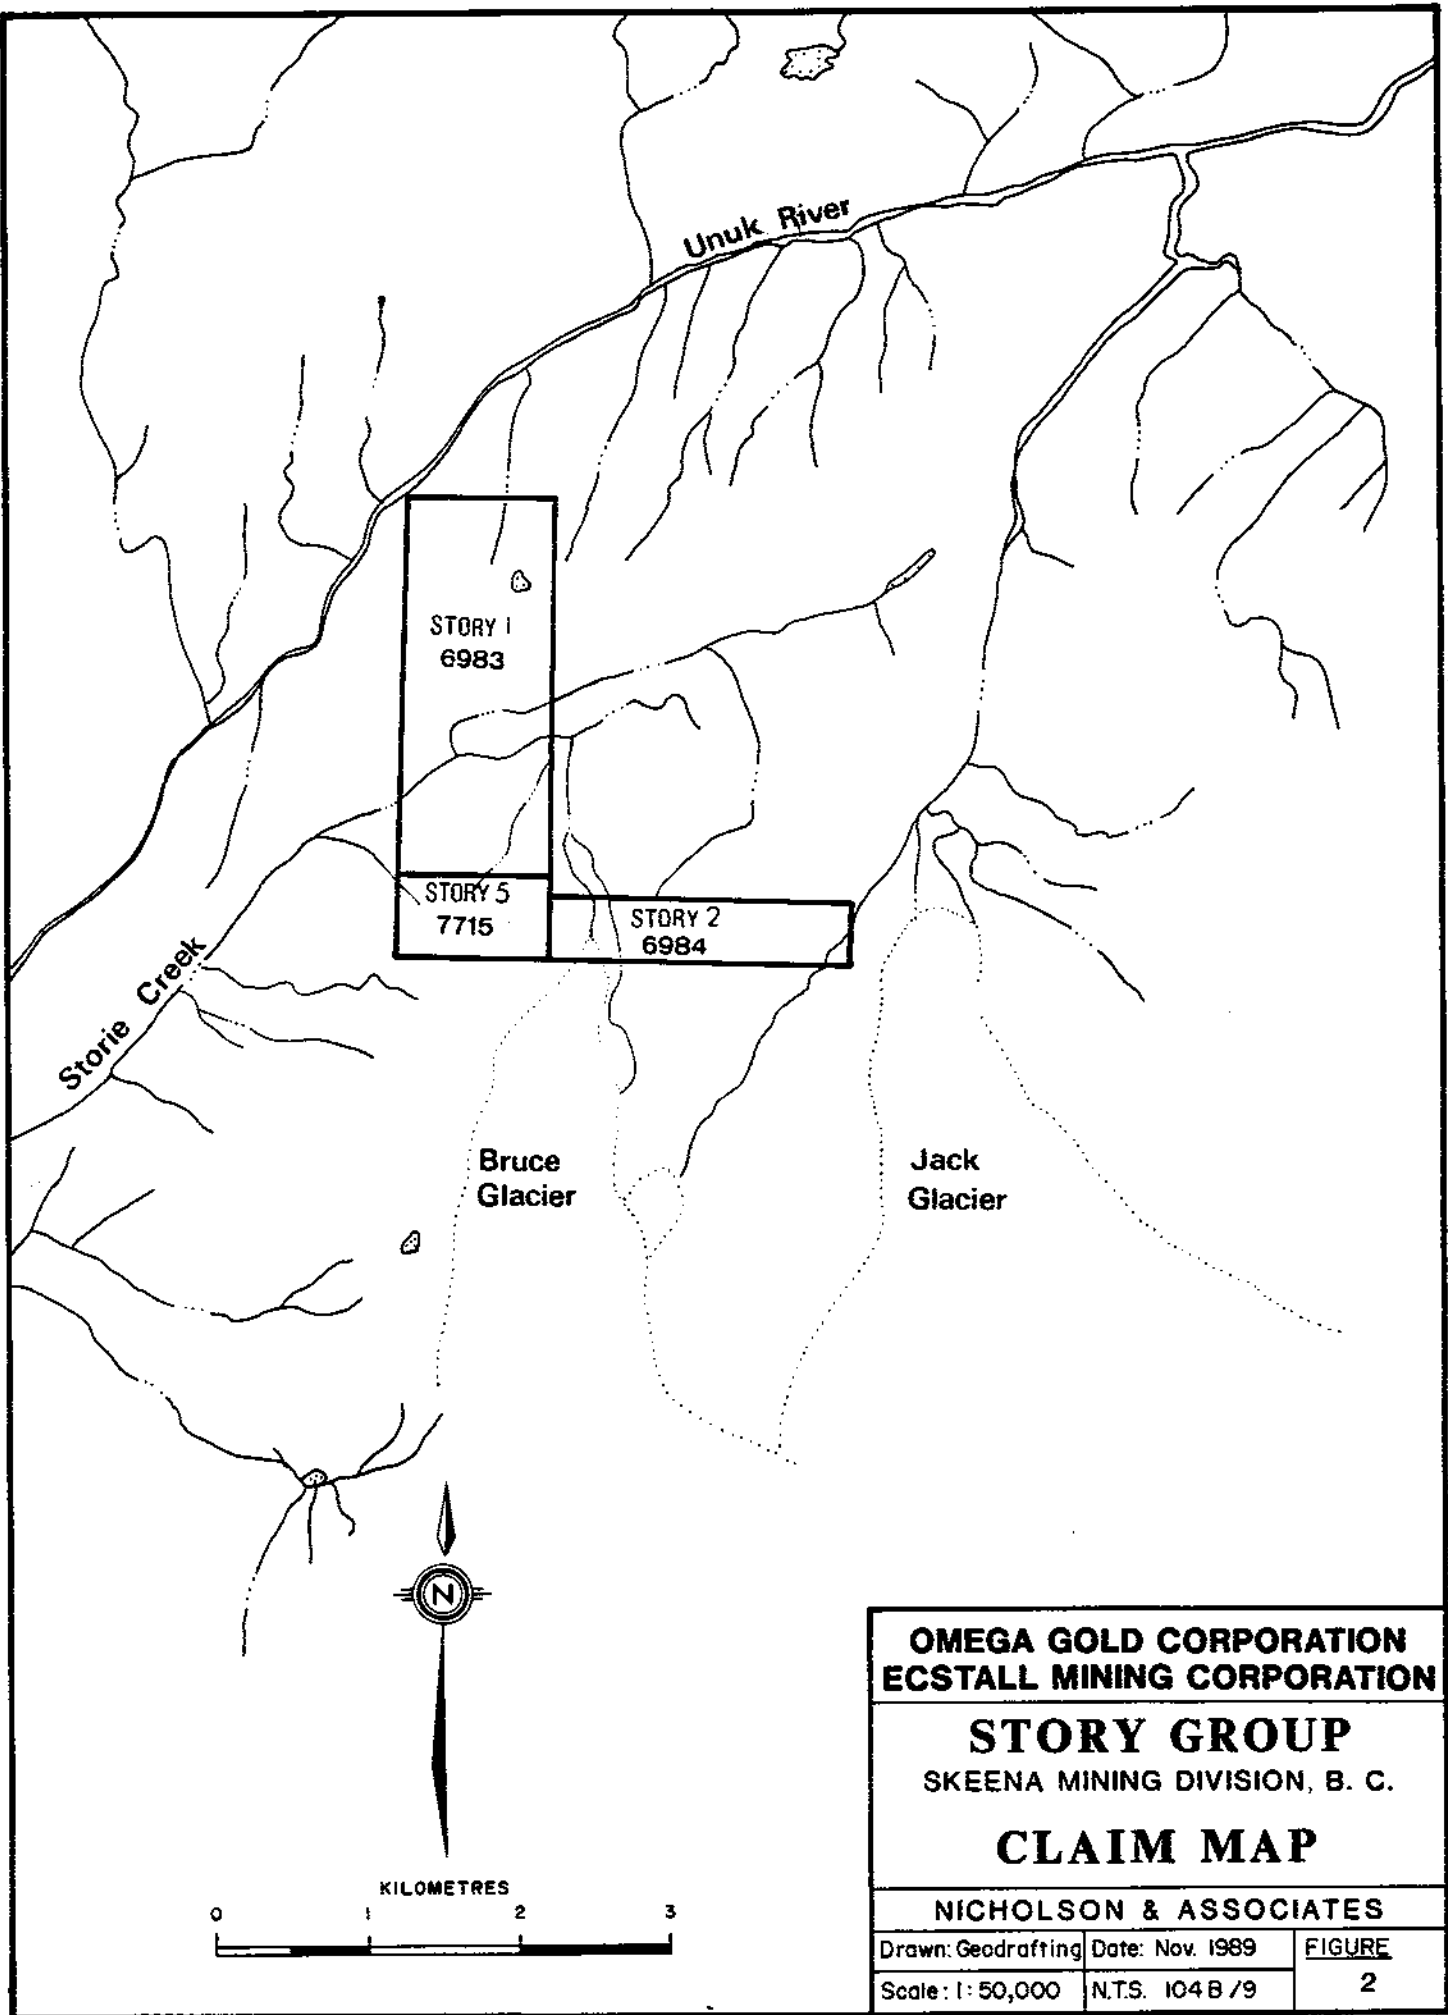 Unuk River
STORY 1
6983
STORY 5
7715
STORY 2
6984
Storie Creek
Bruce
Glacier
Jack
Glacier
N
KILOMETRES
0 1 2 3
OMEGA GOLD CORPORATION
ECSTALL MINING CORPORATION
STORY GROUP
SKEENA MINING DIVISION, B. C.
CLAIM MAP
NICHOLSON & ASSOCIATES
Drawn: Geodrafting Date: Nov. 1989 FIGURE
Scale: 1: 50,000 N.T.S. 104 B /9 2